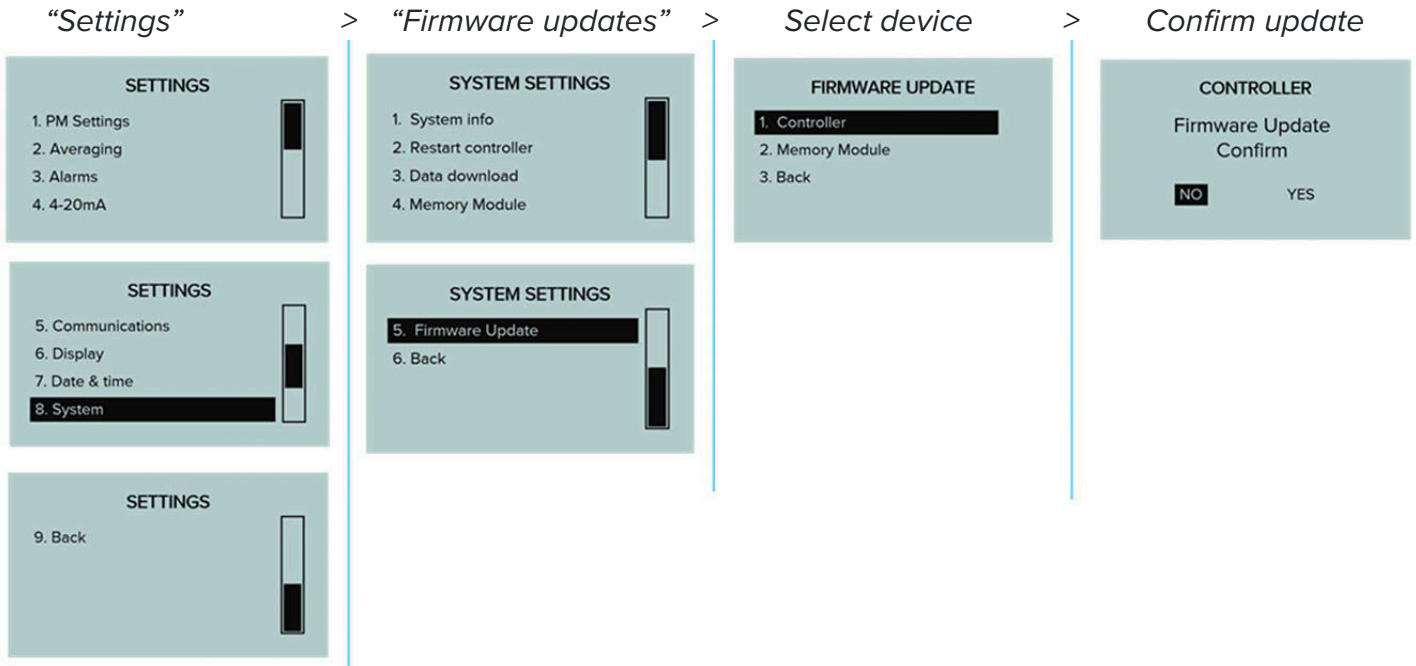 “Settings” > “Firmware updates” > Select device > Confirm update
SETTINGS
1. PM Settings
2. Averaging
3. Alarms
4. 4-20mA
SETTINGS
5. Communications
6. Display
7. Date & time
8. System
SETTINGS
9. Back
SYSTEM SETTINGS
1. System info
2. Restart controller
3. Data download
4. Memory Module
SYSTEM SETTINGS
5. Firmware Update
6. Back
FIRMWARE UPDATE
1. Controller
2. Memory Module
3. Back
CONTROLLER
Firmware Update
Confirm
NO YES